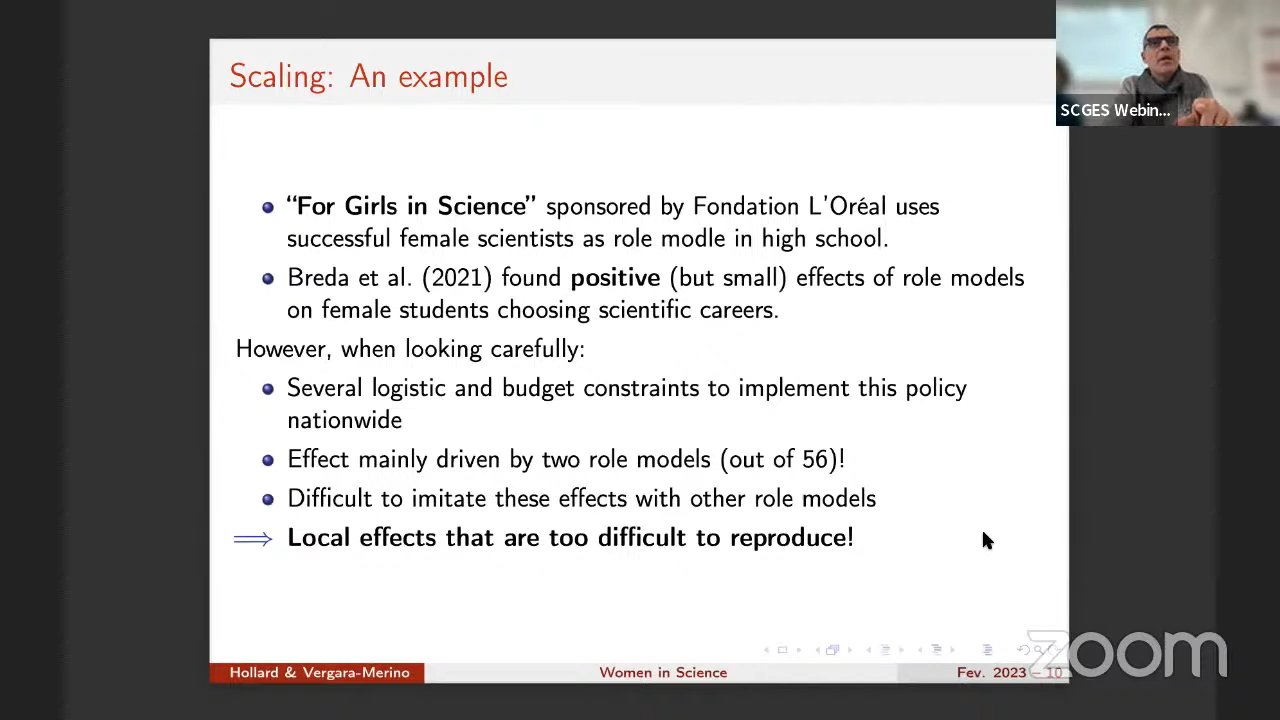 Scaling: An example
SCGES Webin...
“For Girls in Science” sponsored by Fondation L’Oréal uses
successful female scientists as role modle in high school.
Breda et al. (2021) found positive (but small) effects of role models
on female students choosing scientific careers.
However, when looking carefully:
Several logistic and budget constraints to implement this policy
nationwide
Effect mainly driven by two role models (out of 56)!
Difficult to imitate these effects with other role models
⟹ Local effects that are too difficult to reproduce!
Hollard & Vergara-Merino
Women in Science
Fev. 2023 – 10
zoom